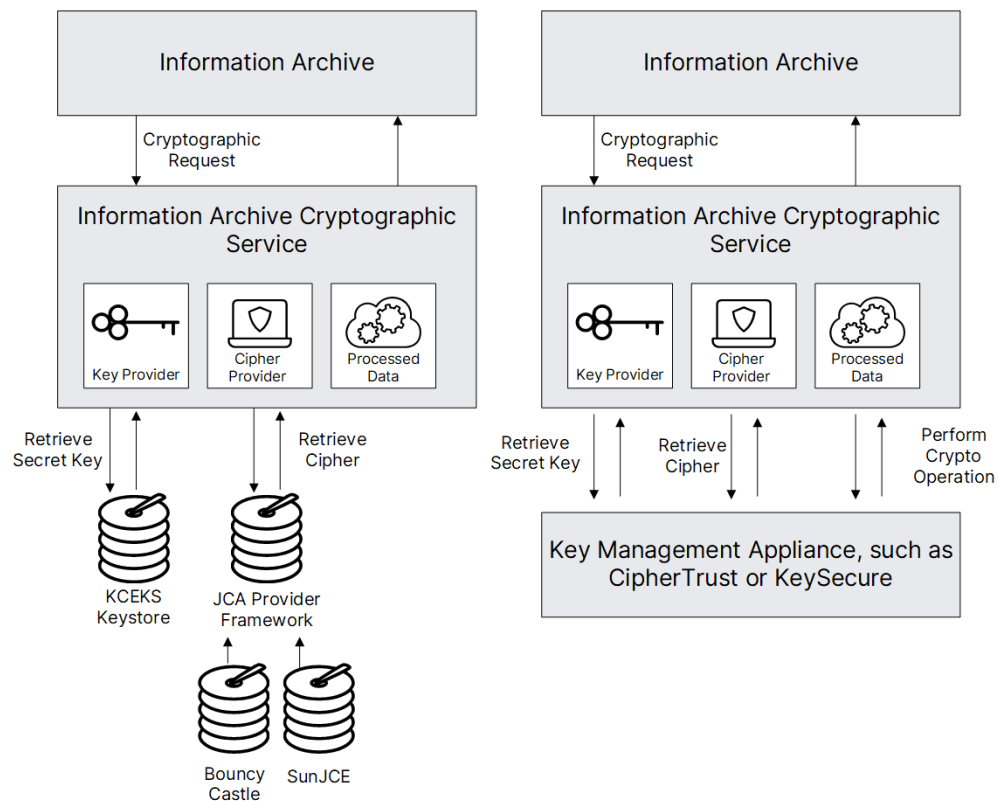 Information Archive
Cryptographic
Request
Information Archive Cryptographic
Service
Key Provider
Cipher
Provider
Processed
Data
Retrieve
Secret Key
Retrieve
Cipher
KCEKS
Keystore
JCA Provider
Framework
Bouncy
Castle
SunJCE
Information Archive
Cryptographic
Request
Information Archive Cryptographic
Service
Key Provider
Cipher
Provider
Processed
Data
Retrieve
Secret Key
Retrieve
Cipher
Perform
Crypto
Operation
Key Management Appliance, such as
CipherTrust or KeySecure